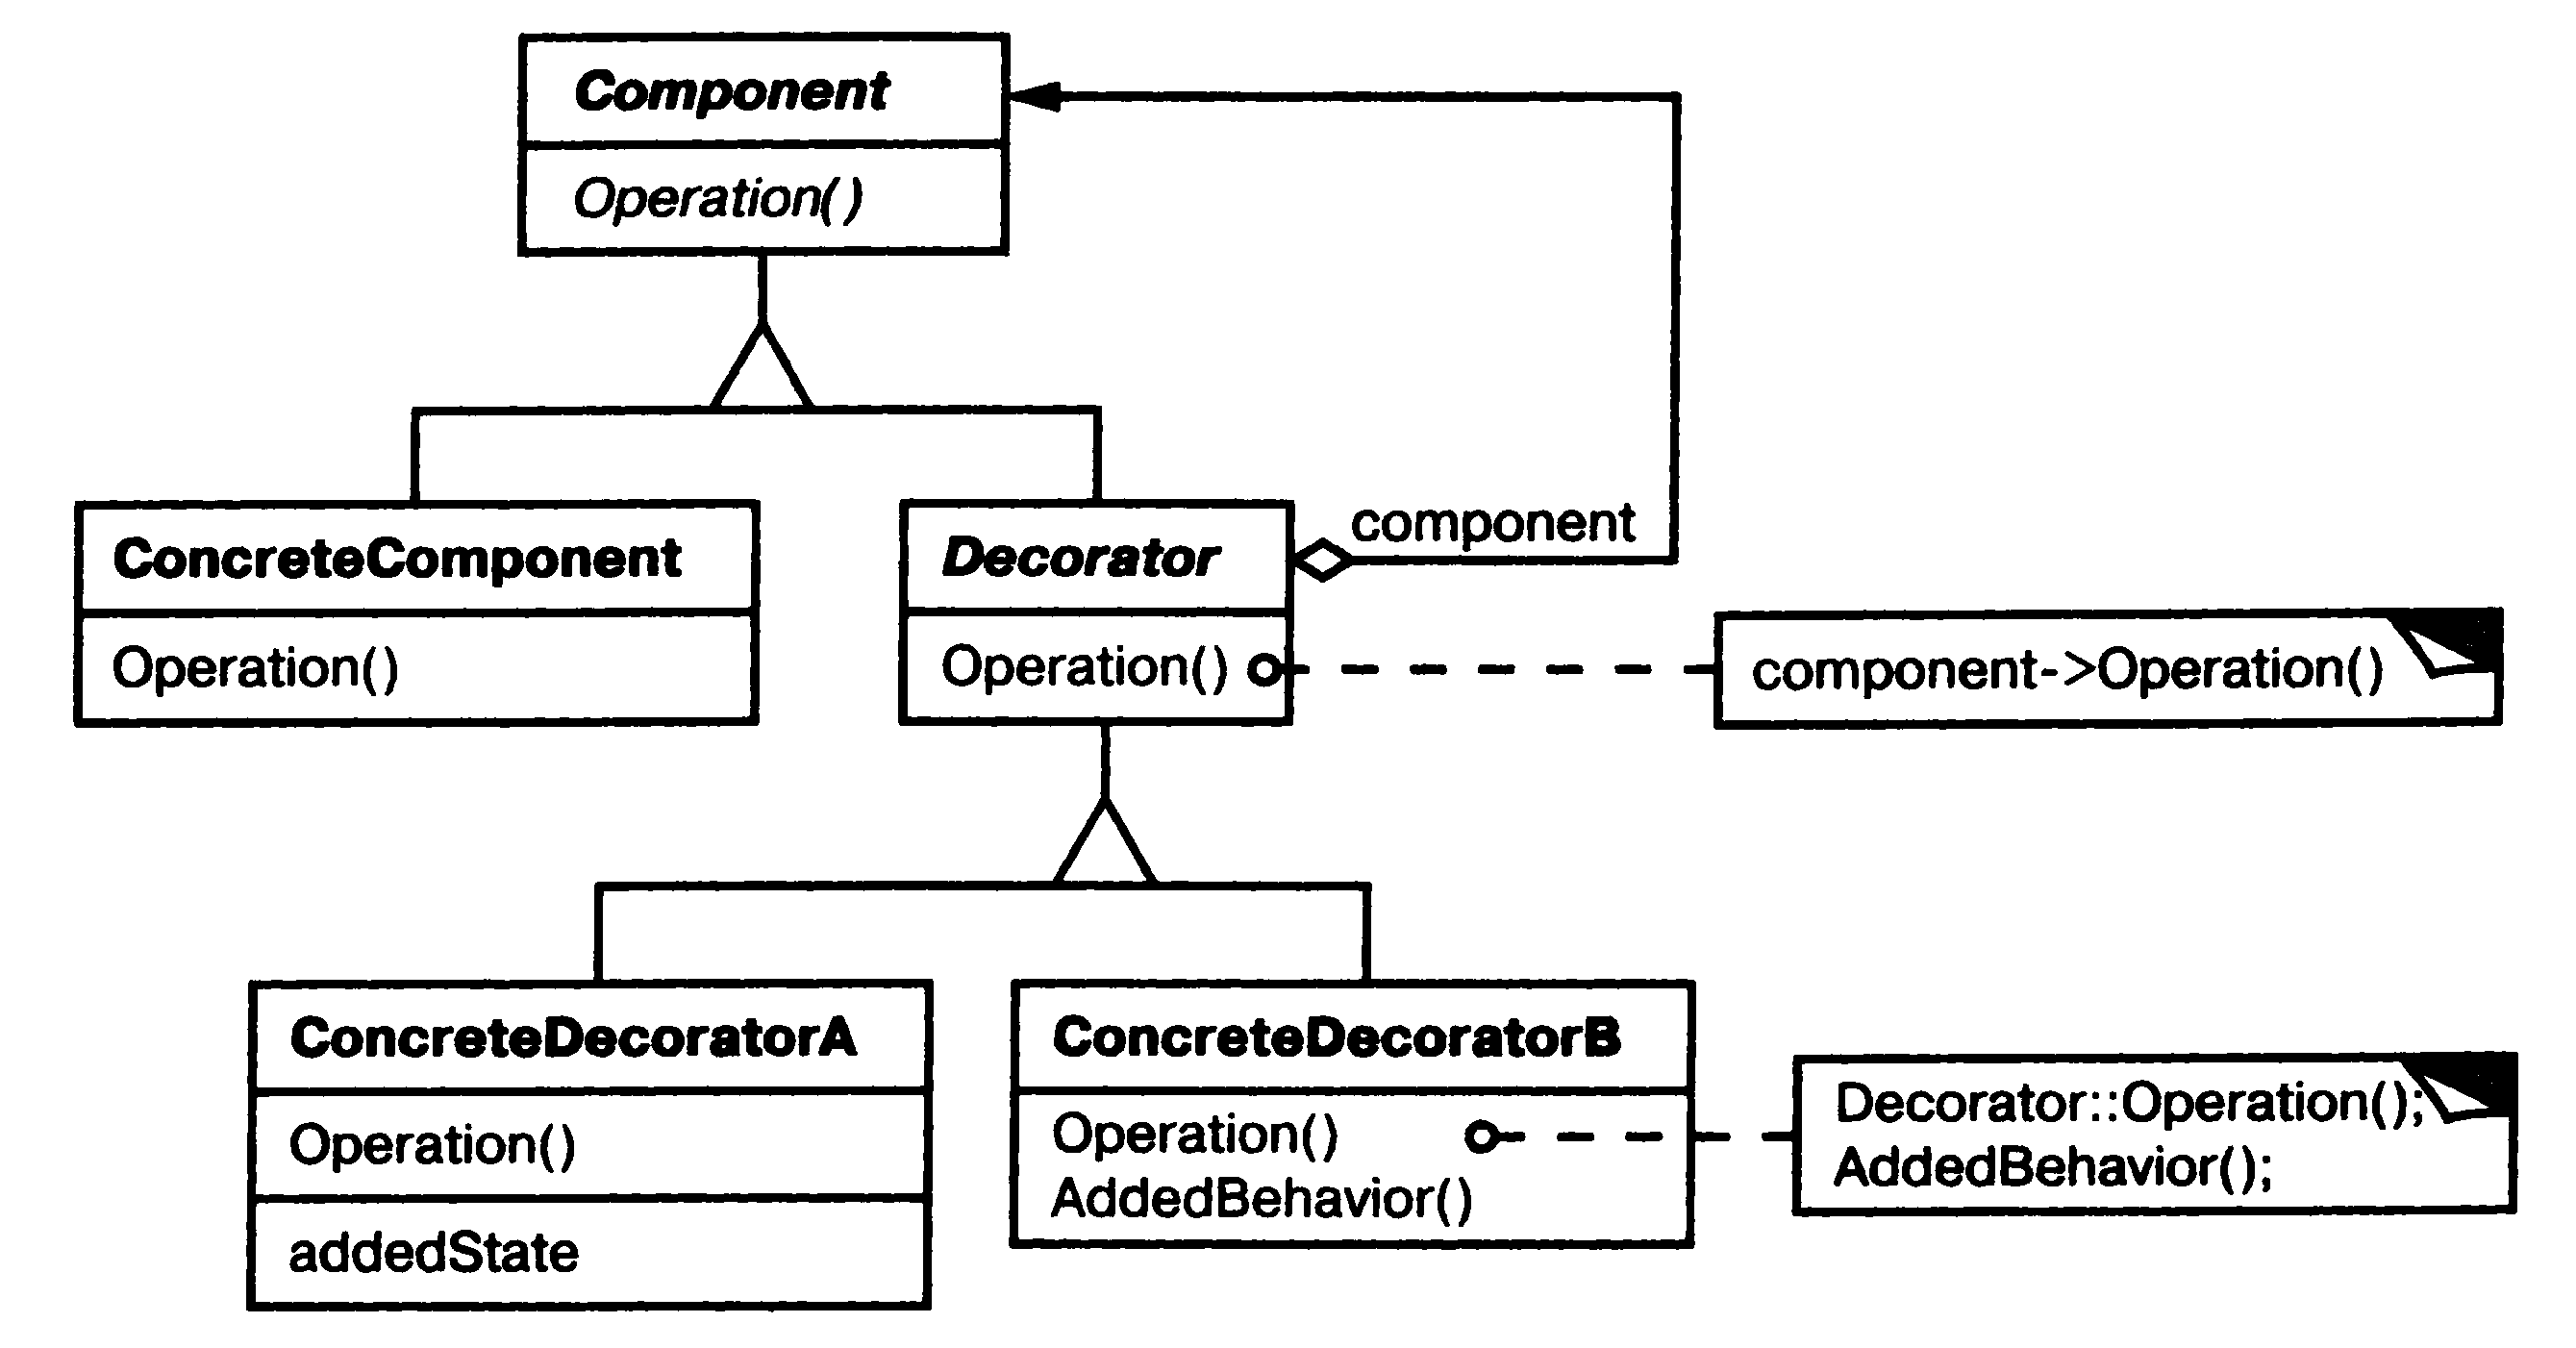 Component
Operation()
ConcreteComponent
Operation()
Decorator
Operation()
component
component->Operation()
ConcreteDecoratorA
Operation()
addedState
ConcreteDecoratorB
Operation()
AddedBehavior()
Decorator::Operation();
AddedBehavior();